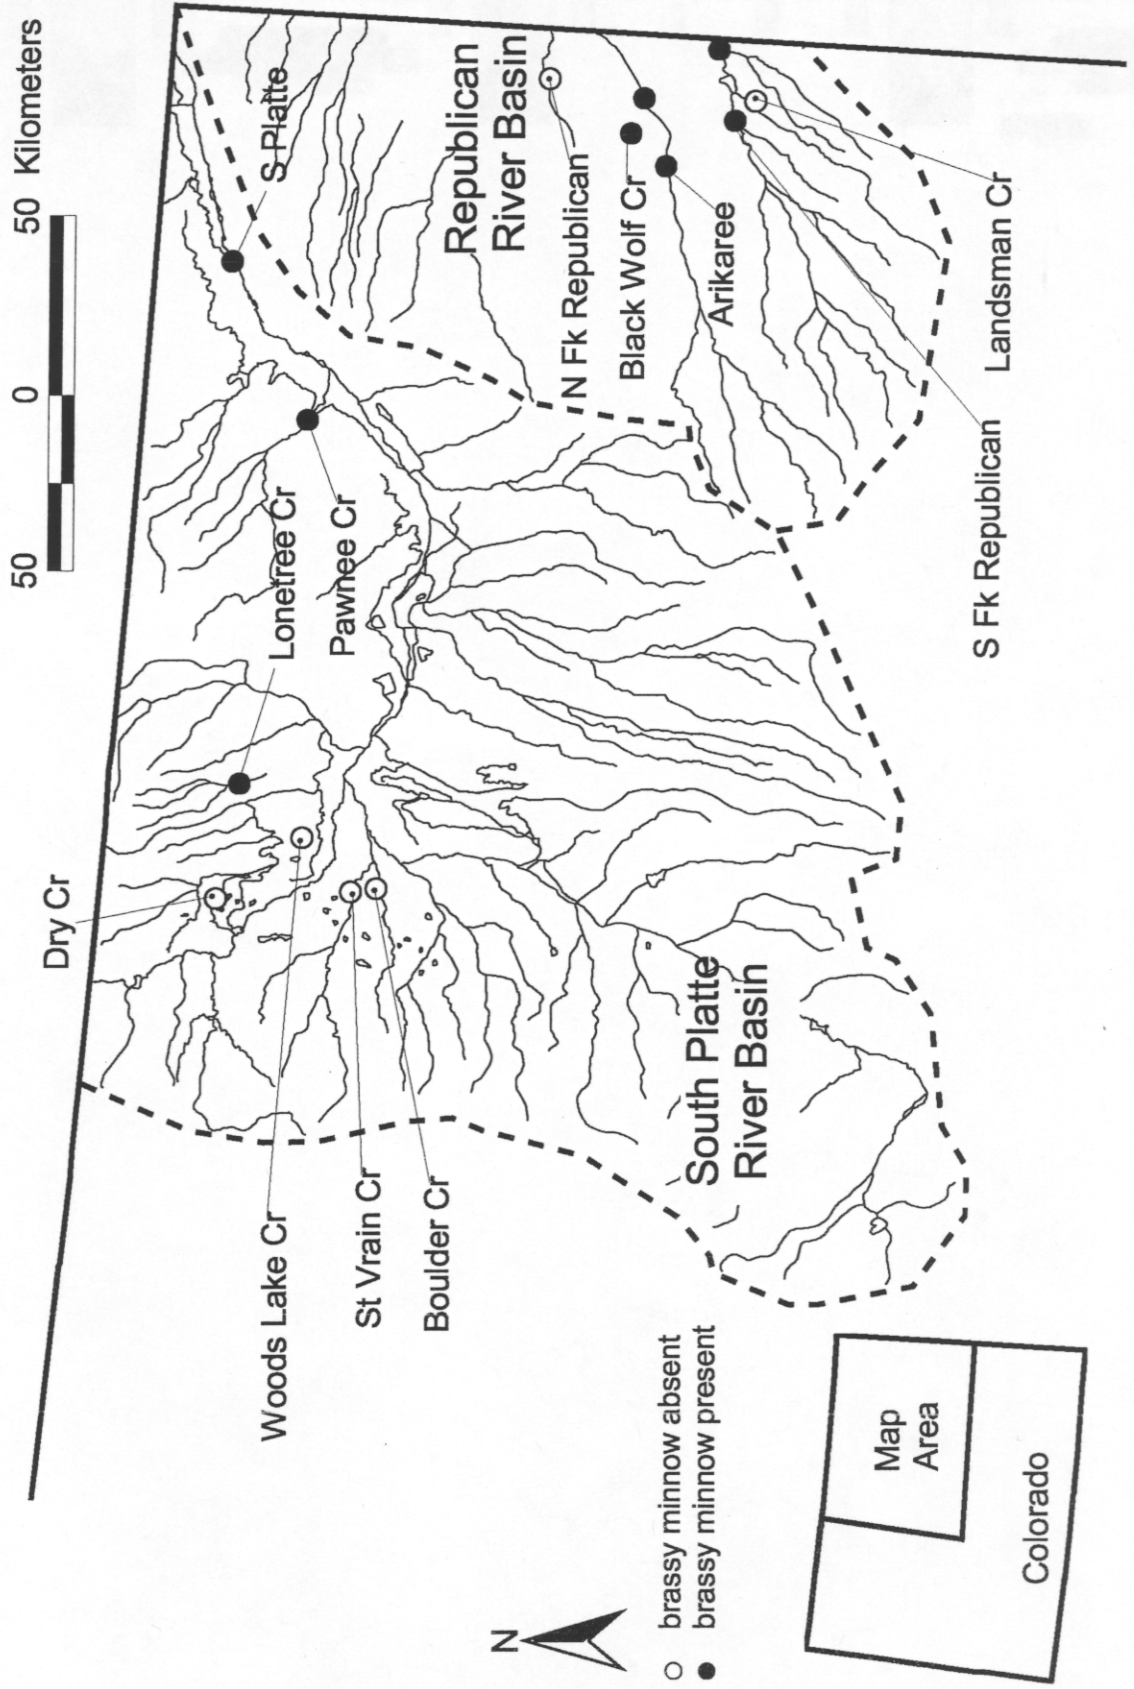 50 0 50 Kilometers
Dry Cr
Lonetree Cr
Pawnee Cr
S Platte
Republican
River Basin
N Fk Republican
Black Wolf Cr
Arikaree
Landsman Cr
S Fk Republican
Woods Lake Cr
St Vrain Cr
Boulder Cr
South Platte
River Basin
N
brassy minnow absent
brassy minnow present
Map
Area
Colorado